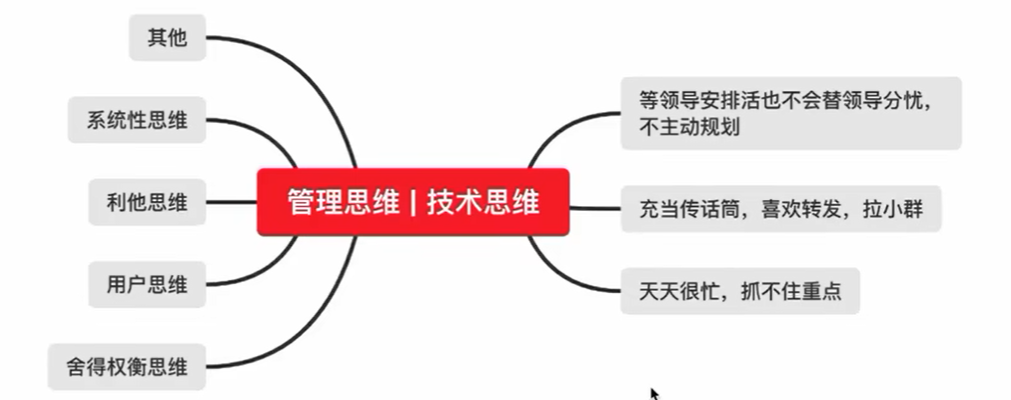 其他
系统性思维
利他思维
用户思维
舍得权衡思维
管理思维 | 技术思维
等领导安排活也不会替领导分忧，
不主动规划
充当传话筒，喜欢转发，拉小群
天天很忙，抓不住重点